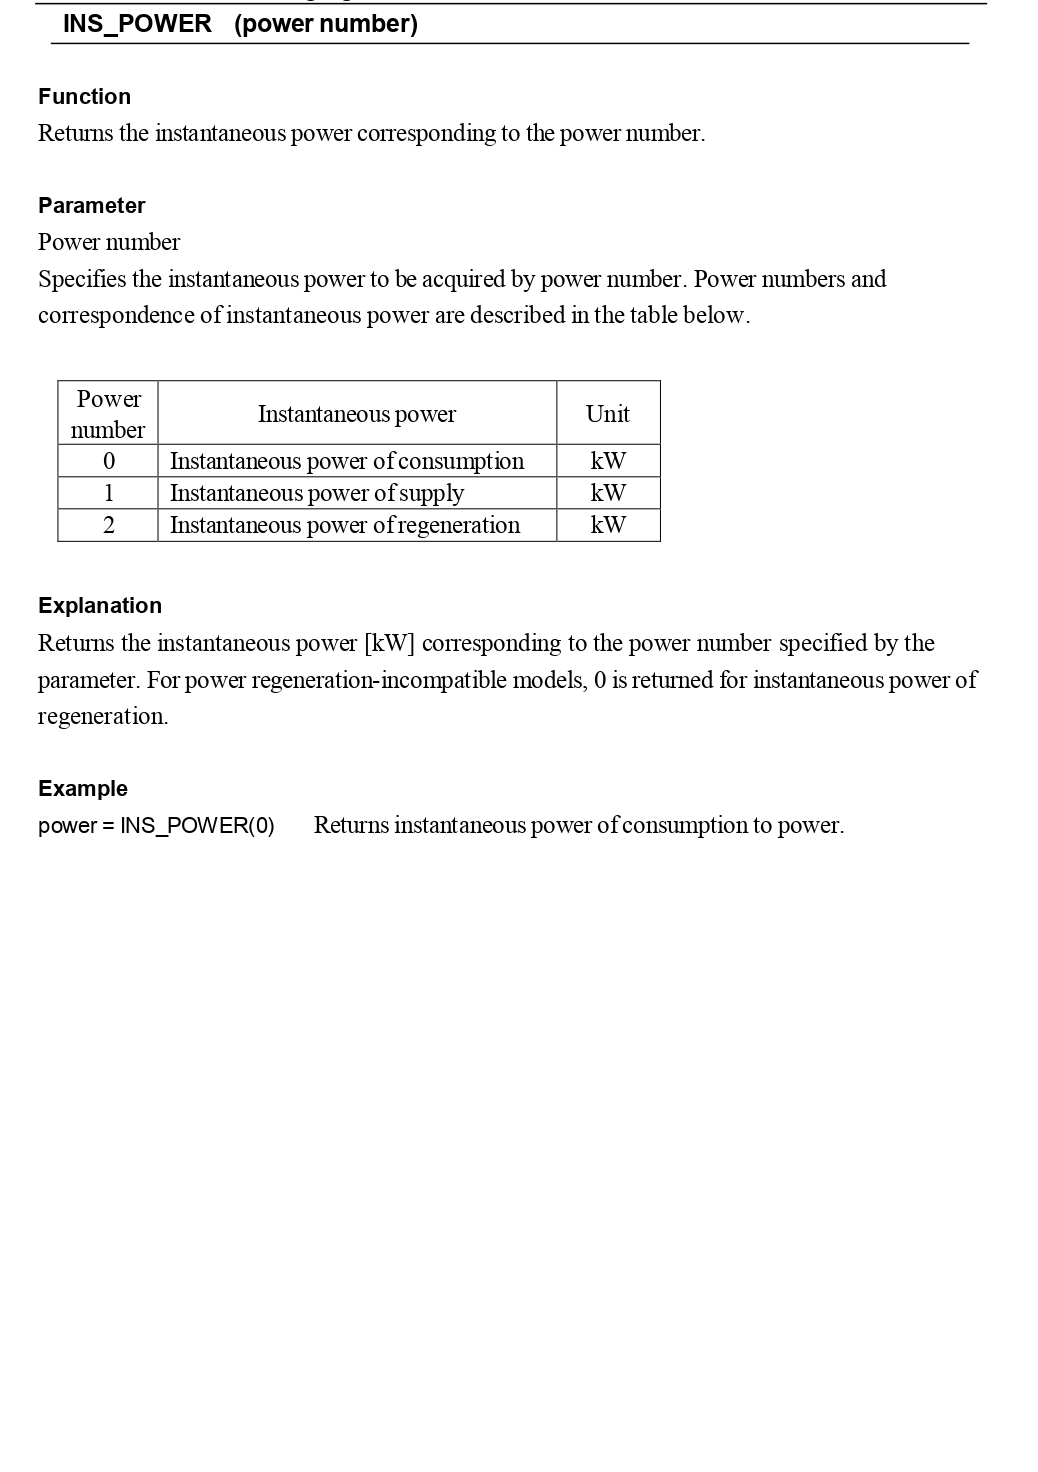 INS_POWER (power number)
Function
Returns the instantaneous power corresponding to the power number.
Parameter
Power number
Specifies the instantaneous power to be acquired by power number. Power numbers and
correspondence of instantaneous power are described in the table below.
Power number Instantaneous power Unit
0 Instantaneous power of consumption kW
1 Instantaneous power of supply kW
2 Instantaneous power of regeneration kW
Explanation
Returns the instantaneous power [kW] corresponding to the power number specified by the
parameter. For power regeneration-incompatible models, 0 is returned for instantaneous power of
regeneration.
Example
power = INS_POWER(0) Returns instantaneous power of consumption to power.